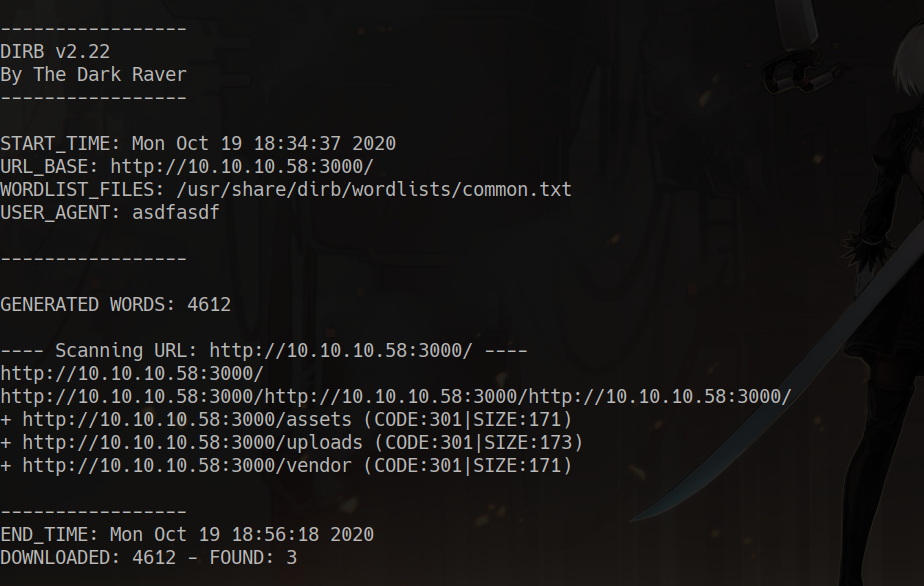 -----------------
DIRB v2.22
By The Dark Raver
-----------------
START_TIME: Mon Oct 19 18:34:37 2020
URL_BASE: http://10.10.10.58:3000/
WORDLIST_FILES: /usr/share/dirb/wordlists/common.txt
USER_AGENT: asdfasdf
-----------------
GENERATED WORDS: 4612
---- Scanning URL: http://10.10.10.58:3000/ ----
http://10.10.10.58:3000/
http://10.10.10.58:3000/http://10.10.10.58:3000/http://10.10.10.58:3000/
+ http://10.10.10.58:3000/assets (CODE:301|SIZE:171)
+ http://10.10.10.58:3000/uploads (CODE:301|SIZE:173)
+ http://10.10.10.58:3000/vendor (CODE:301|SIZE:171)
-----------------
END_TIME: Mon Oct 19 18:56:18 2020
DOWNLOADED: 4612 - FOUND: 3